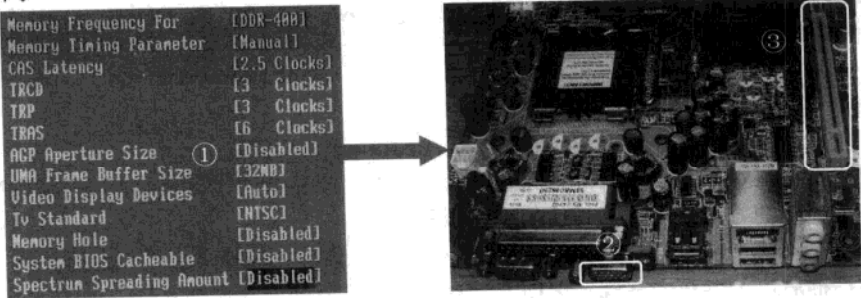 Memory Frequency For [DDR-400]
Memory Timing Parameter [Manual]
CAS Latency [2.5 Clocks]
TRCD [3 Clocks]
TRP [3 Clocks]
TRAS [6 Clocks]
AGP Aperture Size ① [Disabled]
UMA Frame Buffer Size [32MB]
Video Display Devices [Auto]
Tv Standard [NTSC]
Memory Hole [Disabled]
System BIOS Cacheable [Disabled]
Spectrum Spreading Amount [Disabled]
③
②